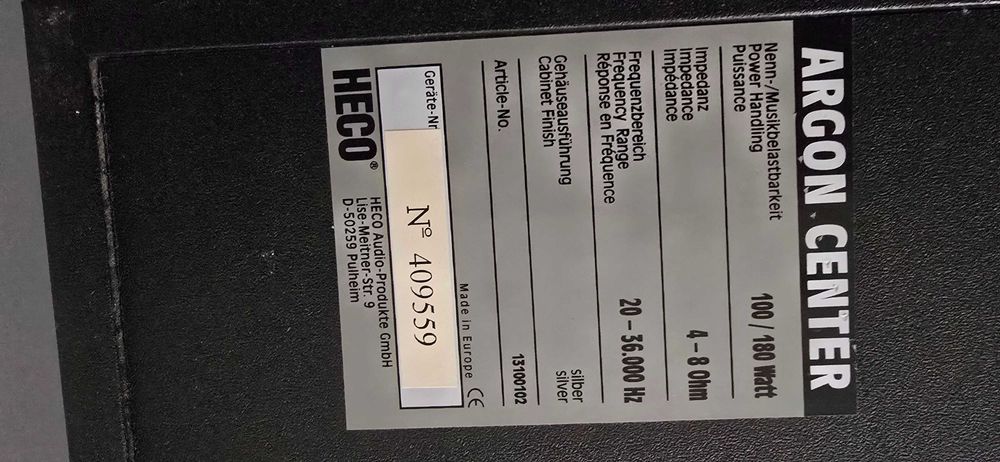 ARGON CENTER
Nenn-/Musikbelastbarkeit
Power Handling
Puissance
100 / 180 Watt
Impedanz
Impedance
Impédance
4 – 8 Ohm
Frequenzbereich
Frequency Range
Réponse en Fréquence
20 – 36.000 Hz
Gehäuseausführung
Cabinet Finish
silber
silver
Article-No.
13100102
Made in Europe CE
Geräte-Nr
Nº 409559
HECO®
HECO Audio-Produkte GmbH
Lise-Meitner-Str. 9
D-50259 Pulheim